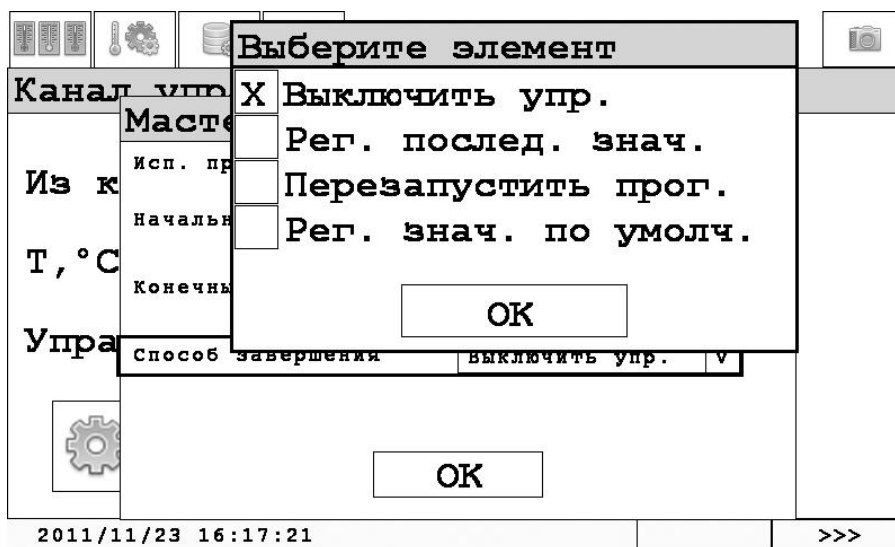 Выберите элемент
Канал упр
X Выключить упр.
Масте
Рег. послед. знач.
Исп. пр
Перезапустить прог.
Из к
Начальн
Рег. знач. по умолч.
T,°C
Конечны
OK
Упра
Способ завершения Выключить упр. V
OK
2011/11/23 16:17:21 >>>